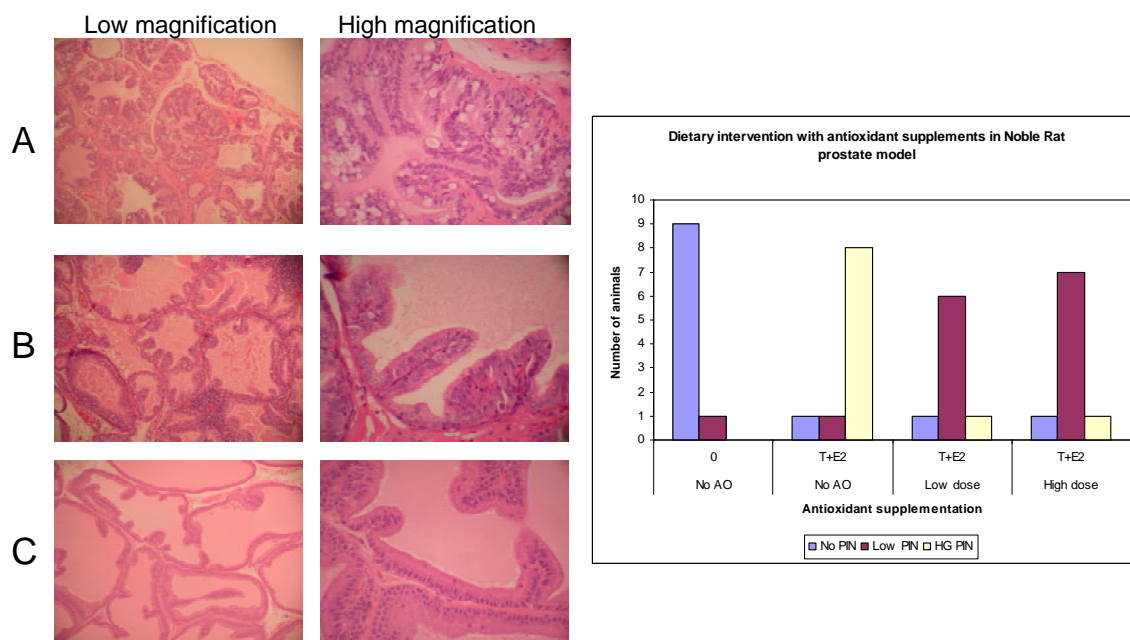 Low magnification
High magnification
A
B
C
Dietary intervention with antioxidant supplements in Noble Rat
prostate model
Number of animals
10
9
8
7
6
5
4
3
2
1
0
0
T+E2
T+E2
T+E2
No AO
No AO
Low dose
High dose
Antioxidant supplementation
No PIN
Low PIN
HG PIN